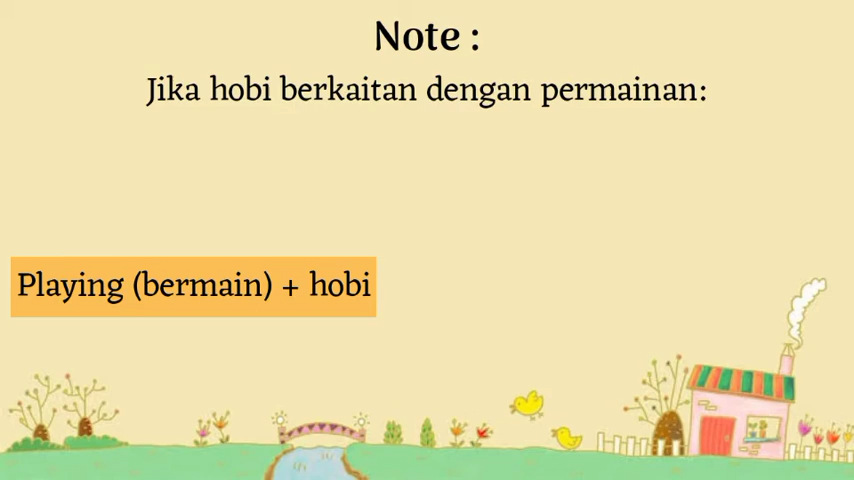 Note :
Jika hobi berkaitan dengan permainan:
Playing (bermain) + hobi